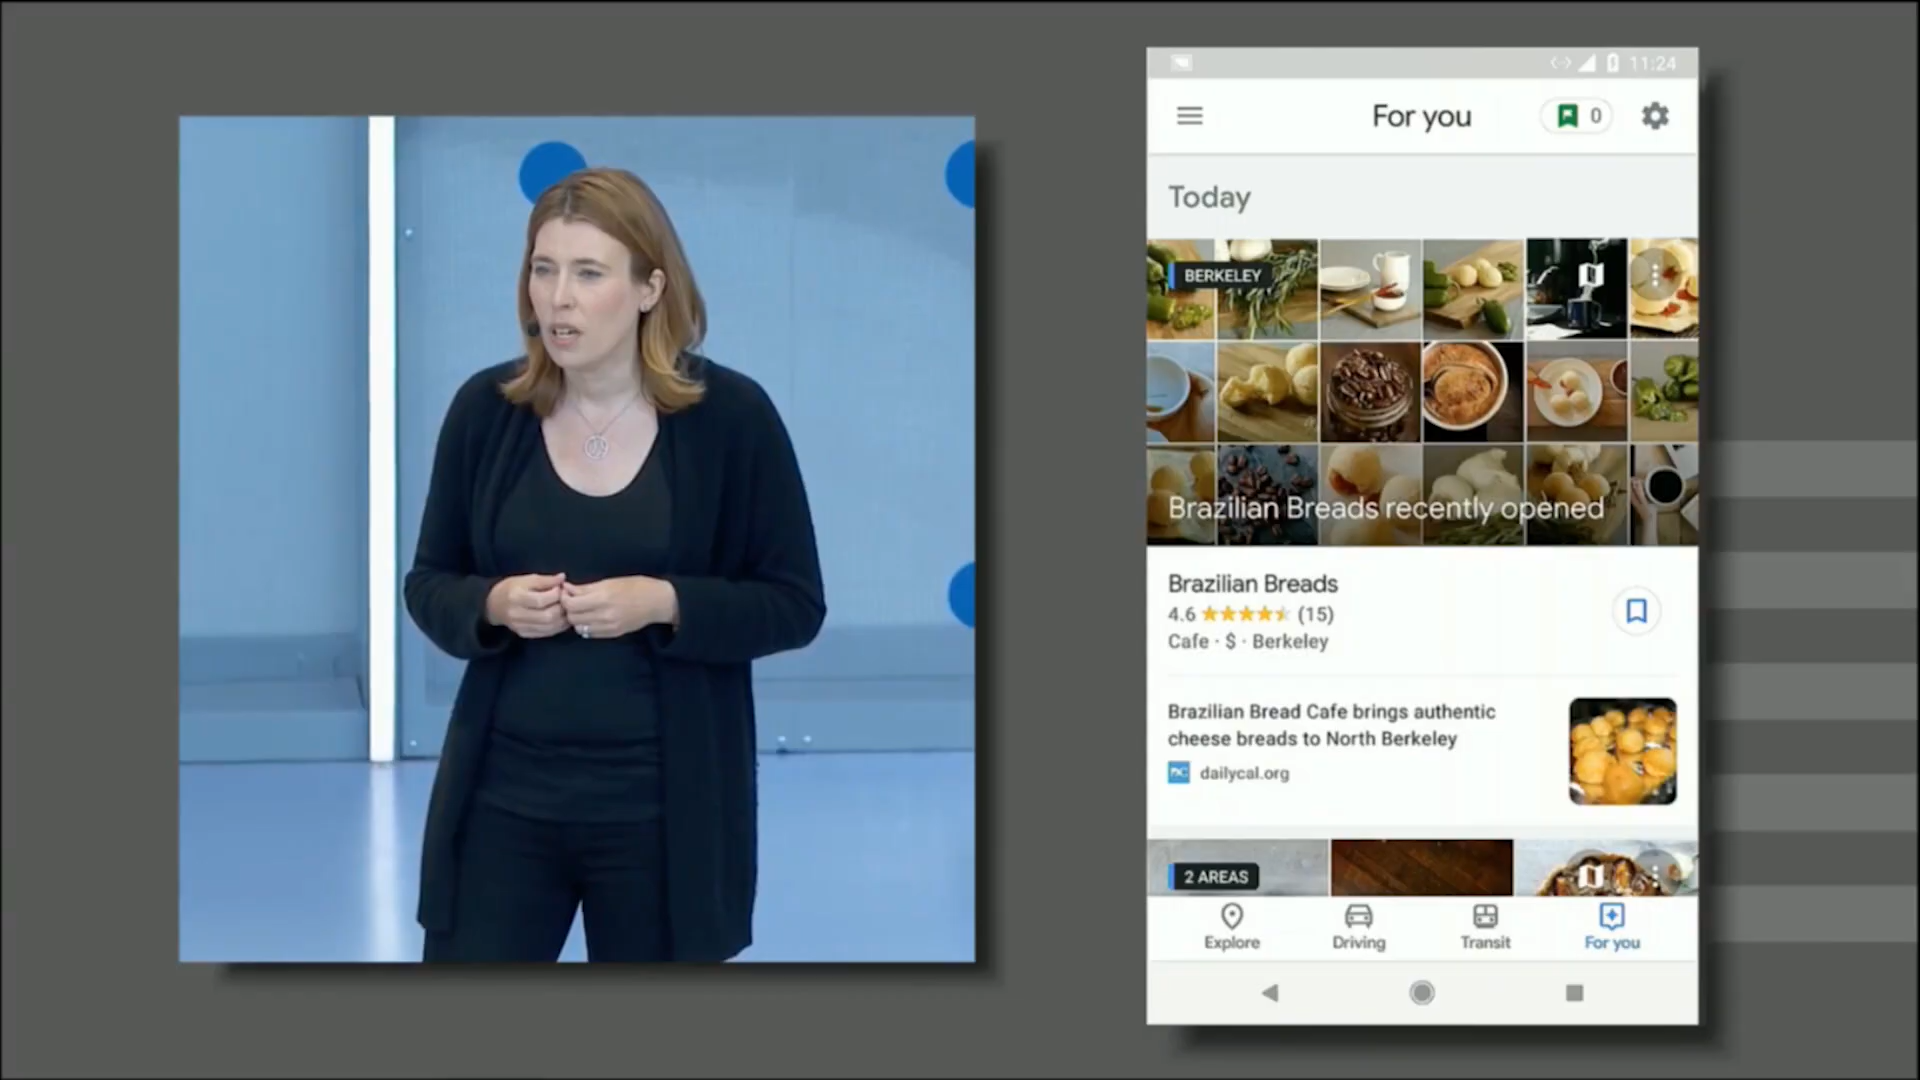 11:24
For you
0
Today
BERKELEY
Brazilian Breads recently opened
Brazilian Breads
4.6 (15)
Cafe · $ · Berkeley
Brazilian Bread Cafe brings authentic
cheese breads to North Berkeley
dailycal.org
2 AREAS
Explore
Driving
Transit
For you